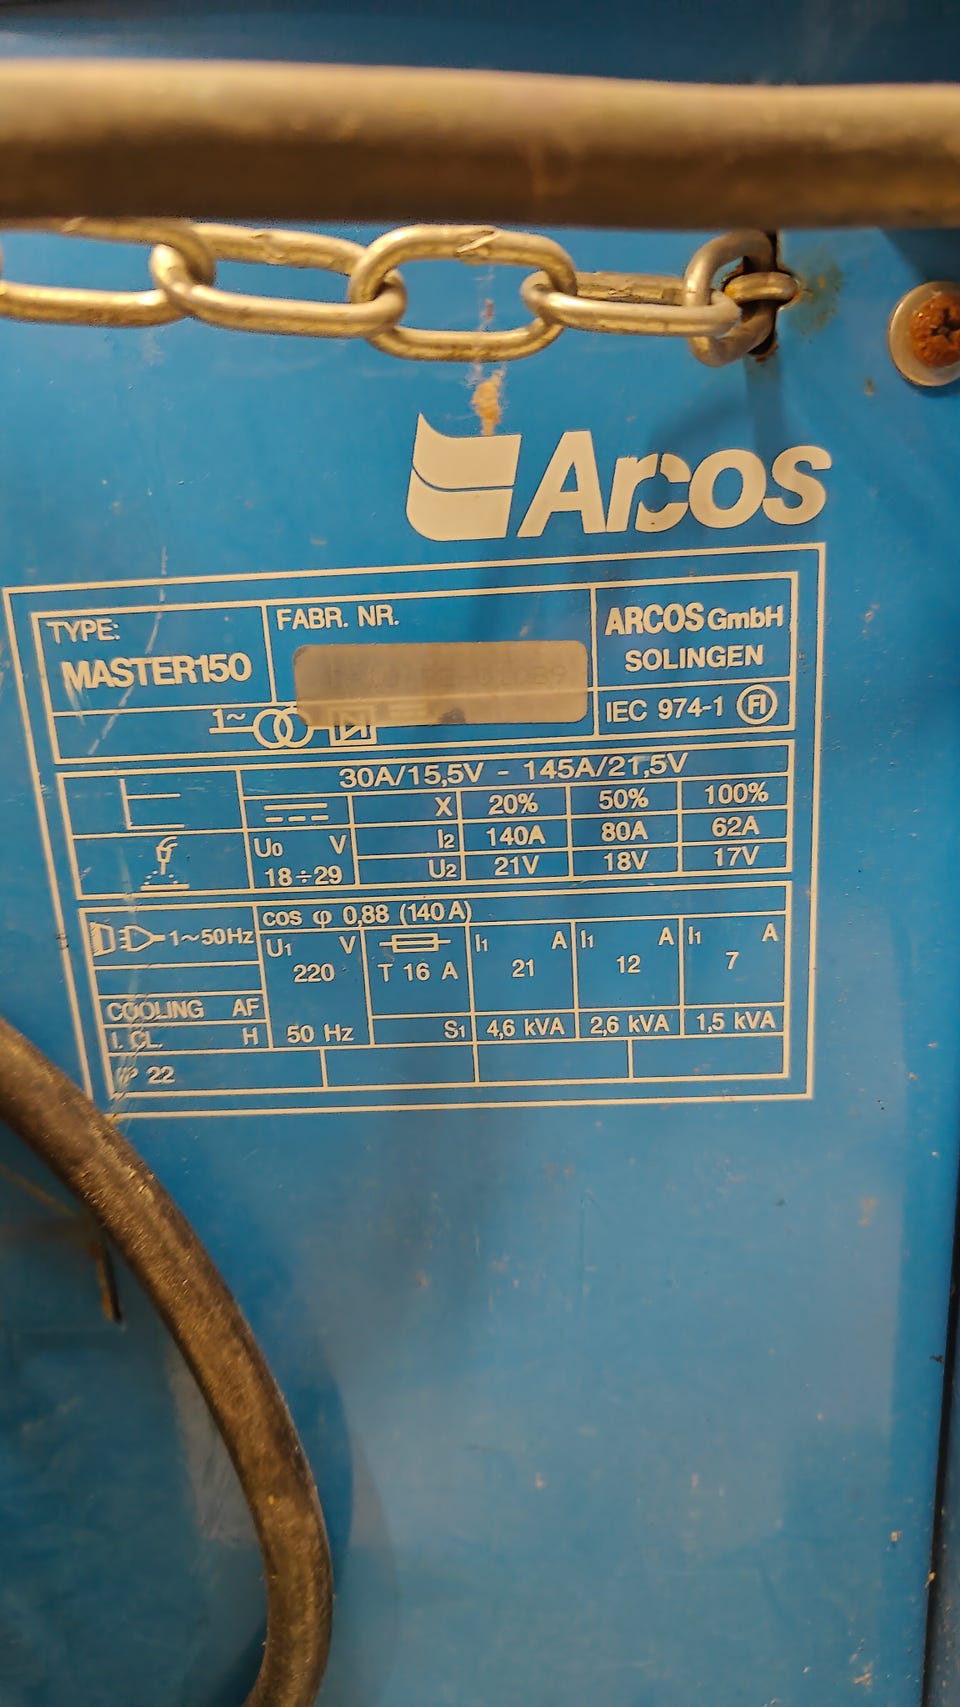 Arcos
TYPE:
MASTER150
FABR. NR.
ARCOS GmbH
SOLINGEN
1~
IEC 974-1 FI
30A/15,5V - 145A/21,5V
X 20% 50% 100%
I2 140A 80A 62A
U0 V
18÷29
U2 21V 18V 17V
cos φ 0,88 (140 A)
1~50Hz
U1 V
220
T 16 A
I1 A
21
I1 A
12
I1 A
7
COOLING AF
I. CL. H
50 Hz
S1 4,6 kVA 2,6 kVA 1,5 kVA
IP 22